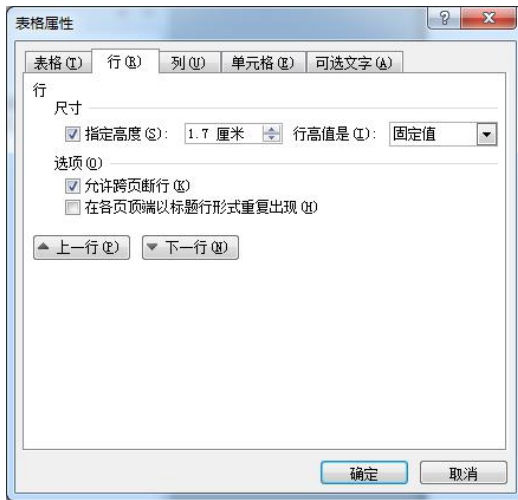 表格属性
表格(T) 行(R) 列(U) 单元格(E) 可选文字(A)
行
尺寸
指定高度(S): 1.7 厘米 行高值是(I): 固定值
选项(O)
允许跨页断行(K)
在各页顶端以标题行形式重复出现(H)
上一行(P) 下一行(N)
确定 取消